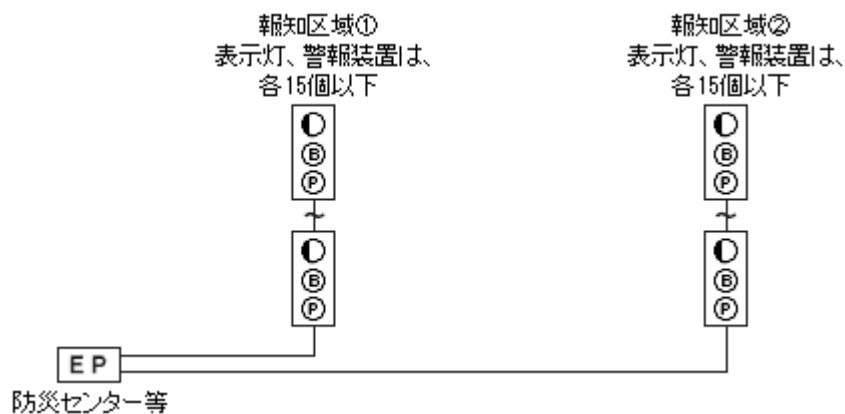 報知区域①
表示灯、警報装置は、
各15個以下
報知区域②
表示灯、警報装置は、
各15個以下
B
P
B
P
～
～
B
P
B
P
EP
防災センター等